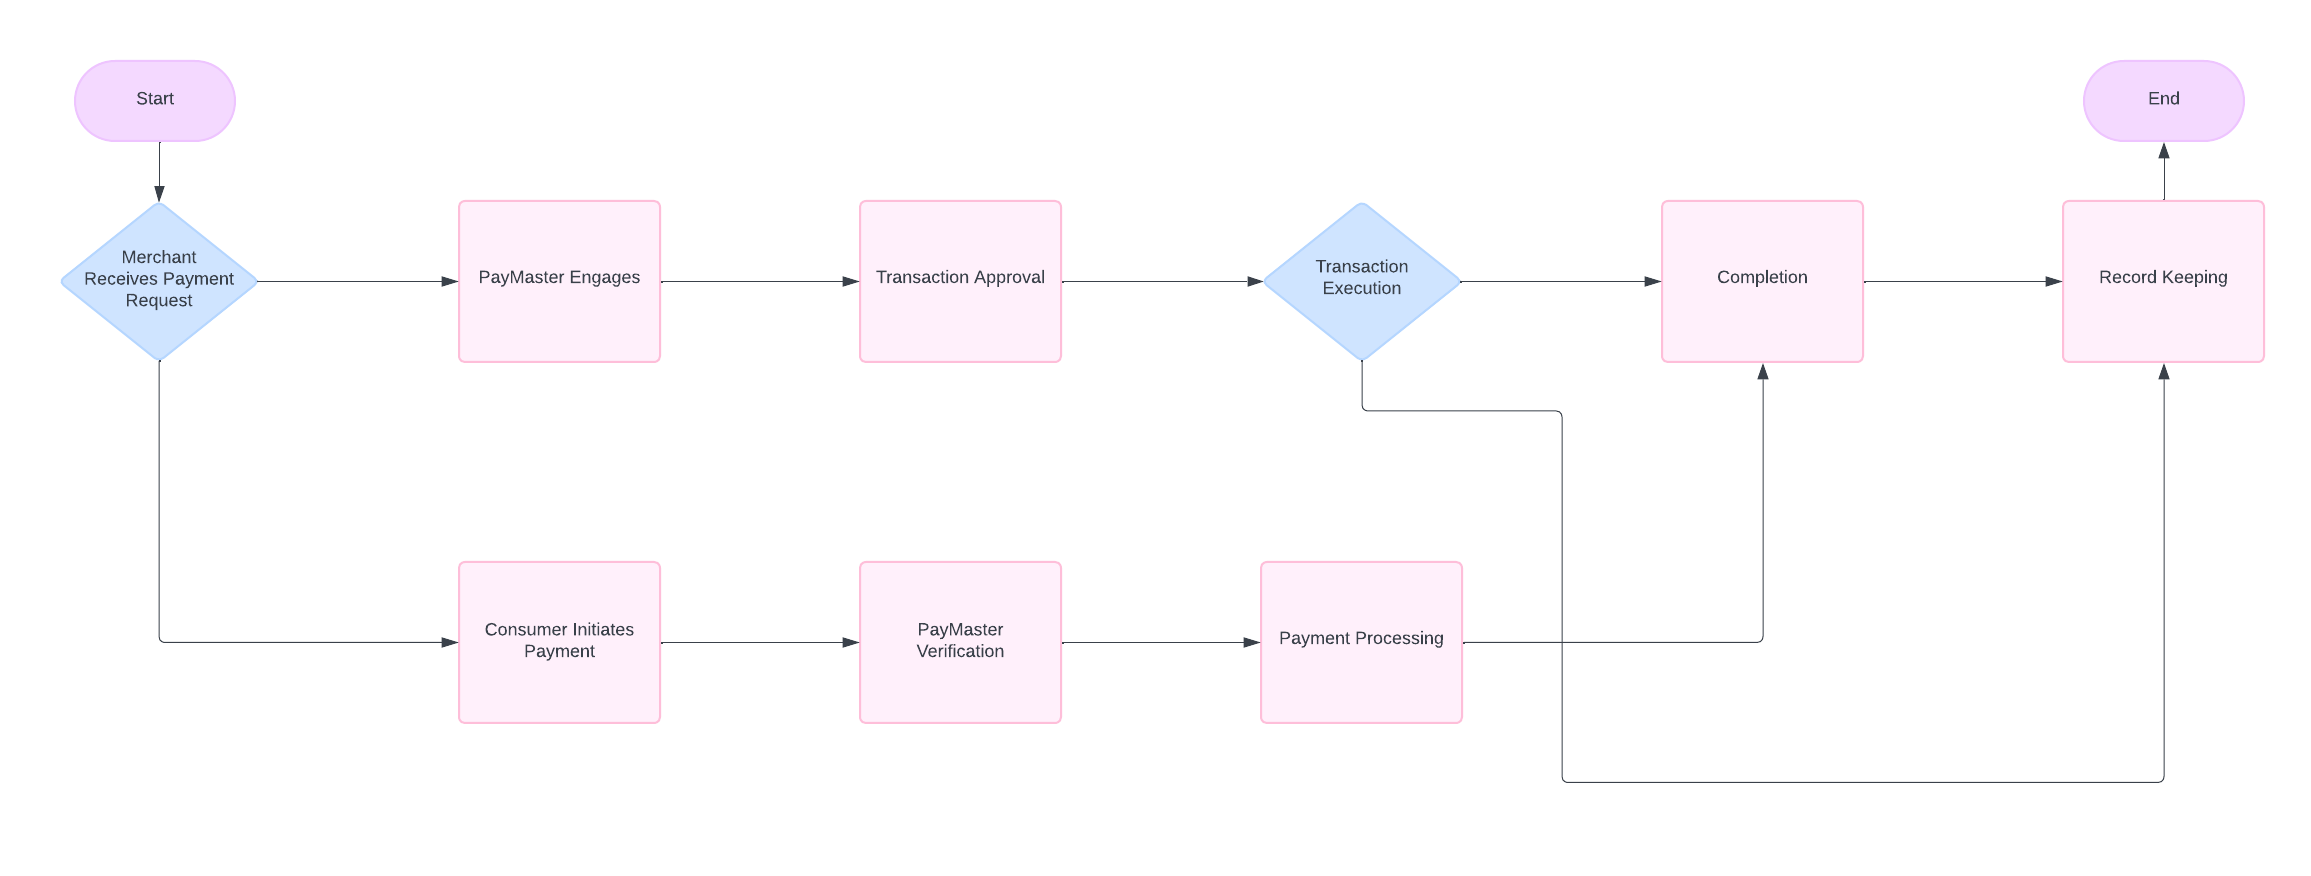 Start
End
Merchant
Receives Payment
Request
PayMaster Engages
Transaction Approval
Transaction
Execution
Completion
Record Keeping
Consumer Initiates
Payment
PayMaster
Verification
Payment Processing